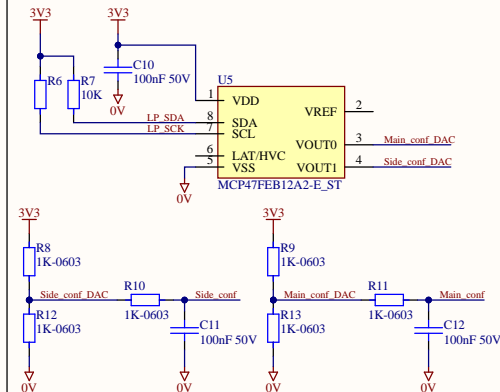 3V3
3V3
C10
100nF 50V
R6
R7
10K
0V
U5
1
VDD
VREF
2
LP_SDA
8
SDA
LP_SCK
7
SCL
VOUT0
3
Main_conf_DAC
6
LAT/HVC
5
VSS
VOUT1
4
Side_conf_DAC
MCP47FEB12A2-E_ST
0V
3V3
3V3
R8
1K-0603
R9
1K-0603
Side_conf_DAC
R10
Side_conf
Main_conf_DAC
R11
Main_conf
R12
1K-0603
1K-0603
C11
100nF 50V
R13
1K-0603
1K-0603
C12
100nF 50V
0V
0V
0V
0V